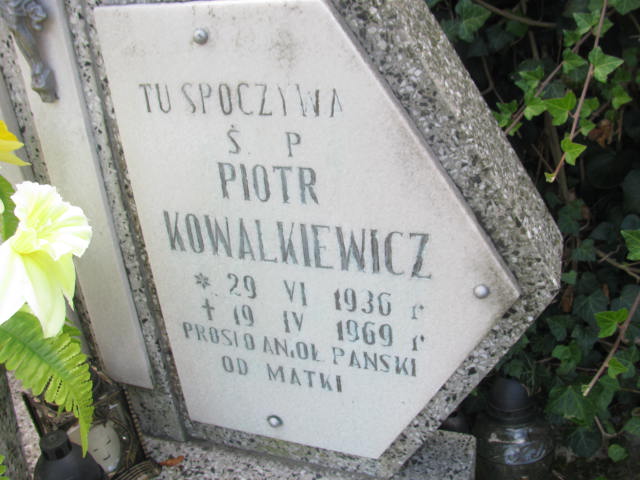 TU SPOCZYWA
Ś. P
PIOTR
KOWALKIEWICZ
* 29 VI 1936 r
+ 19 IV 1969 r
PROSI O ANIOŁ PAŃSKI
OD MATKI